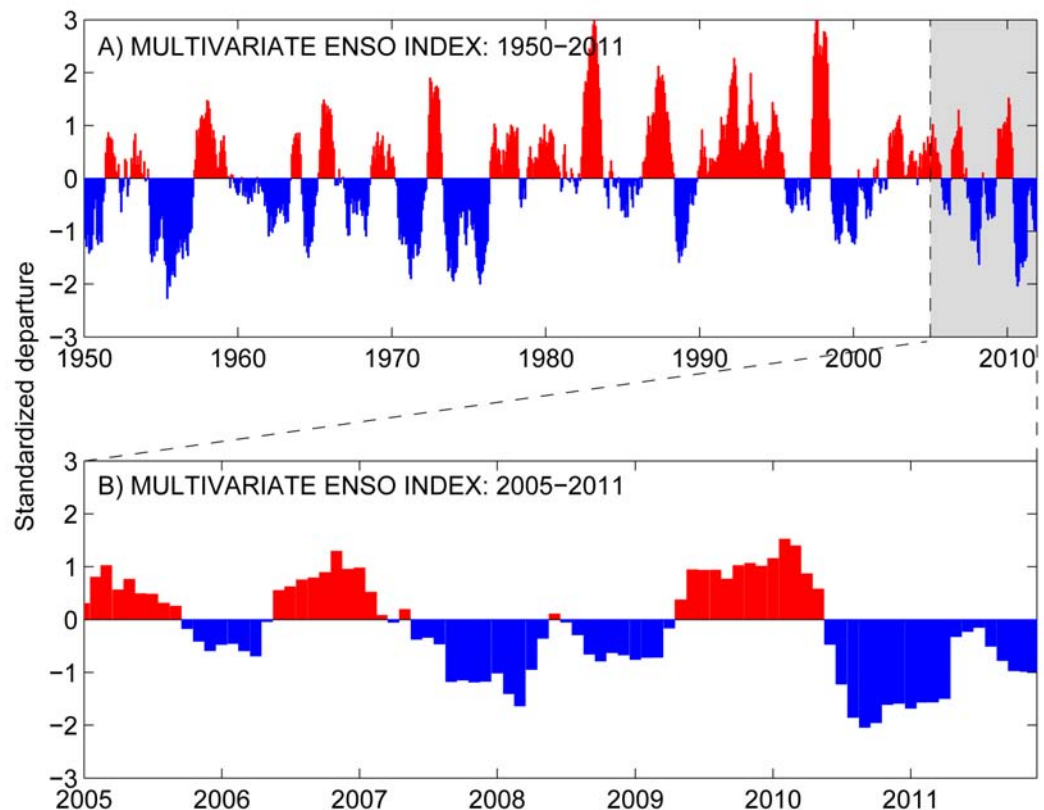 A) MULTIVARIATE ENSO INDEX: 1950−2011
3
2
1
0
−1
−2
−3
1950 1960 1970 1980 1990 2000 2010
Standardized departure
B) MULTIVARIATE ENSO INDEX: 2005−2011
3
2
1
0
−1
−2
−3
2005 2006 2007 2008 2009 2010 2011